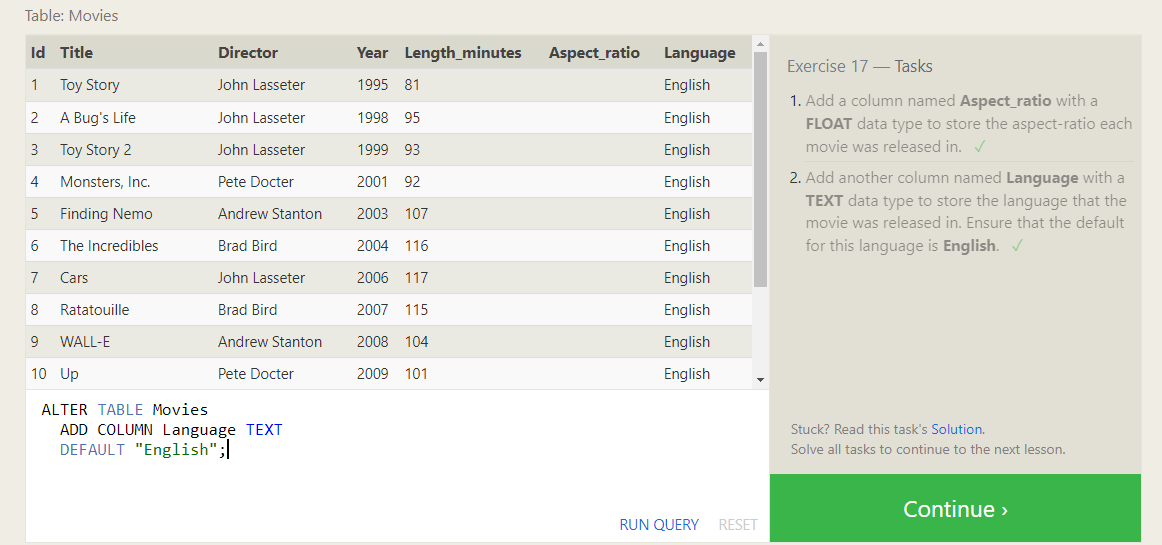 Table: Movies
Id Title Director Year Length_minutes Aspect_ratio Language
1 Toy Story John Lasseter 1995 81 English
2 A Bug's Life John Lasseter 1998 95 English
3 Toy Story 2 John Lasseter 1999 93 English
4 Monsters, Inc. Pete Docter 2001 92 English
5 Finding Nemo Andrew Stanton 2003 107 English
6 The Incredibles Brad Bird 2004 116 English
7 Cars John Lasseter 2006 117 English
8 Ratatouille Brad Bird 2007 115 English
9 WALL-E Andrew Stanton 2008 104 English
10 Up Pete Docter 2009 101 English
ALTER TABLE Movies
ADD COLUMN Language TEXT
DEFAULT "English";
RUN QUERY RESET
Exercise 17 — Tasks
1. Add a column named Aspect_ratio with a
FLOAT data type to store the aspect-ratio each
movie was released in. ✓
2. Add another column named Language with a
TEXT data type to store the language that the
movie was released in. Ensure that the default
for this language is English. ✓
Stuck? Read this task's Solution.
Solve all tasks to continue to the next lesson.
Continue ›